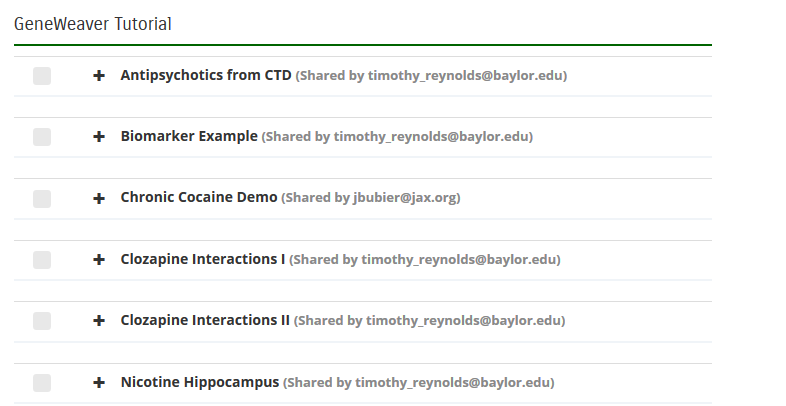 GeneWeaver Tutorial
Antipsychotics from CTD (Shared by timothy_reynolds@baylor.edu)
Biomarker Example (Shared by timothy_reynolds@baylor.edu)
Chronic Cocaine Demo (Shared by jbubier@jax.org)
Clozapine Interactions I (Shared by timothy_reynolds@baylor.edu)
Clozapine Interactions II (Shared by timothy_reynolds@baylor.edu)
Nicotine Hippocampus (Shared by timothy_reynolds@baylor.edu)